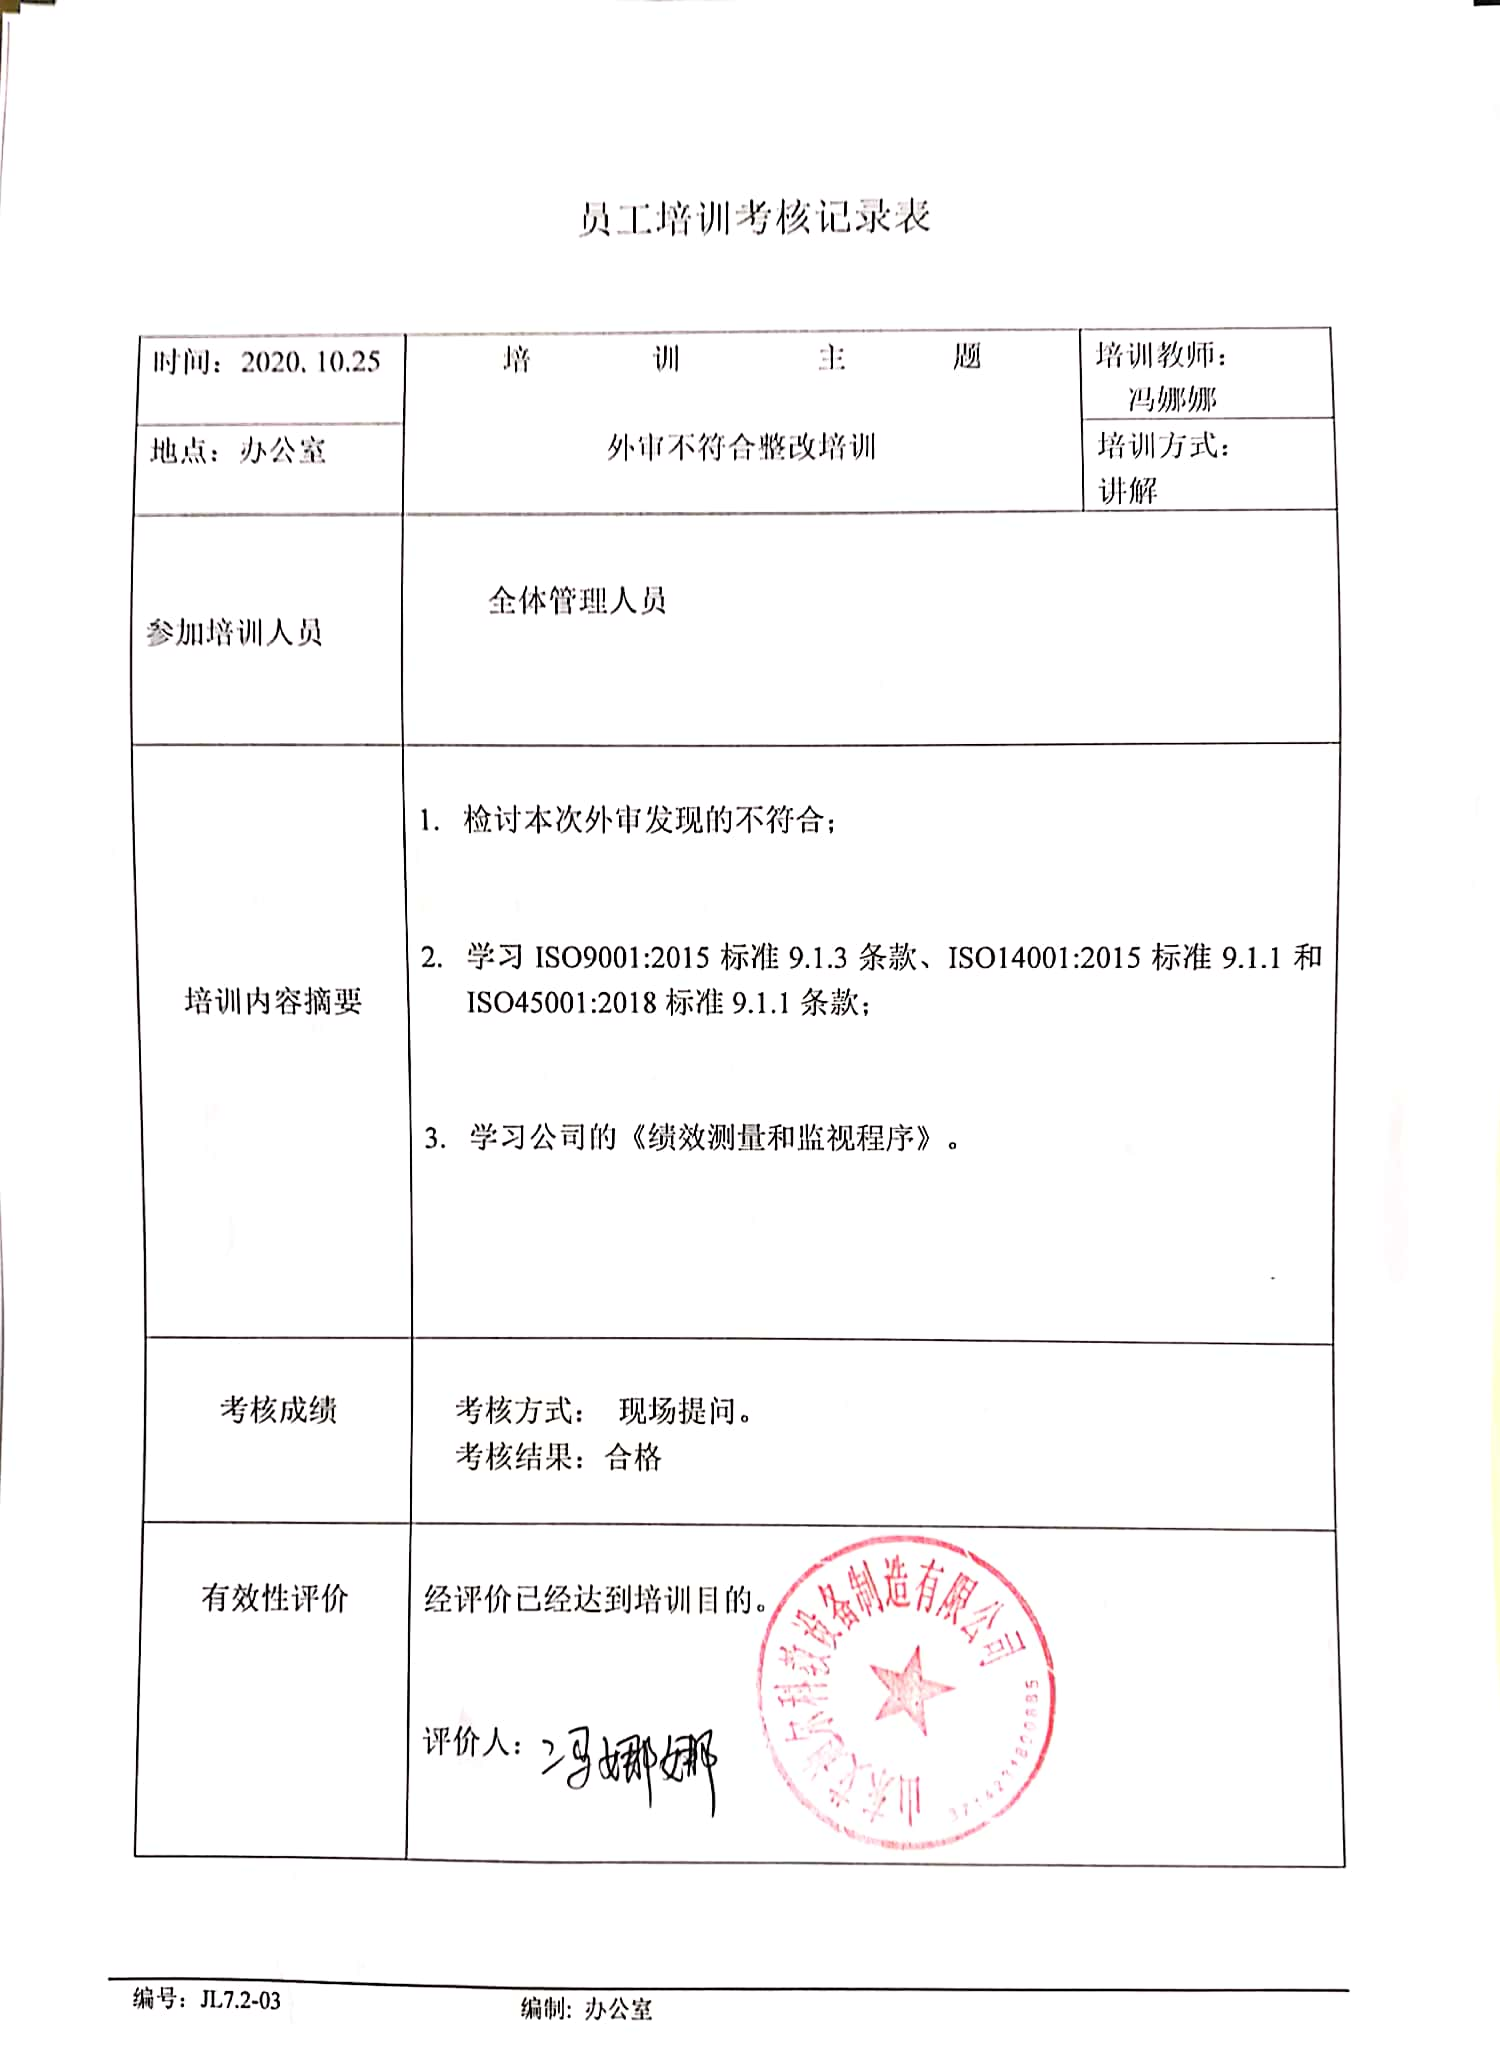 员工培训考核记录表
时间：2020.10.25
培 训 主 题
培训教师：
冯娜娜
地点：办公室
外审不符合整改培训
培训方式：
讲解
参加培训人员
全体管理人员
培训内容摘要
1. 检讨本次外审发现的不符合；
2. 学习 ISO9001:2015 标准 9.1.3 条款、ISO14001:2015 标准 9.1.1 和
ISO45001:2018 标准 9.1.1 条款；
3. 学习公司的《绩效测量和监视程序》。
考核成绩
考核方式： 现场提问。
考核结果：合格
有效性评价
经评价已经达到培训目的。
评价人：冯娜娜
山东 尔科教设备制造有限公司
编号：JL7.2-03
编制: 办公室